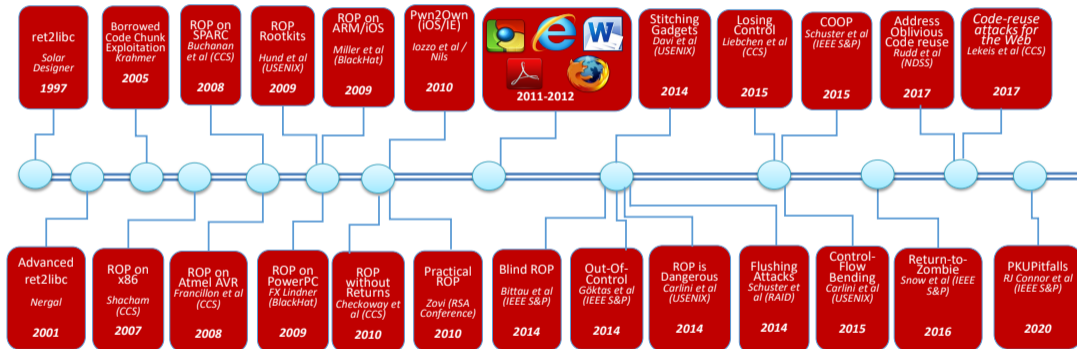 ret2libc
Solar
Designer
1997
Borrowed
Code Chunk
Exploitation
Krahmer
2005
ROP on
SPARC
Buchanan
et al (CCS)
2008
ROP
Rootkits
Hund et al
(USENIX)
2009
ROP on
ARM/iOS
Miller et al
(BlackHat)
2009
Pwn2Own
(iOS/IE)
Iozzo et al /
Nils
2010
2011-2012
Stitching
Gadgets
Davi et al
(USENIX)
2014
Losing
Control
Liebchen et al
(CCS)
2015
COOP
Schuster et al
(IEEE S&P)
2015
Address
Oblivious
Code reuse
Rudd et al
(NDSS)
2017
Code-reuse
attacks for
the Web
Lekeis et al (CCS)
2017
Advanced
ret2libc
Nergal
2001
ROP on
x86
Shacham
(CCS)
2007
ROP on
Atmel AVR
Francillon et al
(CCS)
2008
ROP on
PowerPC
FX Lindner
(BlackHat)
2009
ROP
without
Returns
Checkoway et
al (CCS)
2010
Practical
ROP
Zovi (RSA
Conference)
2010
Blind ROP
Bittau et al
(IEEE S&P)
2014
Out-Of-
Control
Göktas et al
(IEEE S&P)
2014
ROP is
Dangerous
Carlini et al
(USENIX)
2014
Flushing
Attacks
Schuster et al
(RAID)
2014
Control-
Flow
Bending
Carlini et al
(USENIX)
2015
Return-to-
Zombie
Snow et al (IEEE
S&P)
2016
PKUPitfalls
RJ Connor et al
(IEEE S&P)
2020